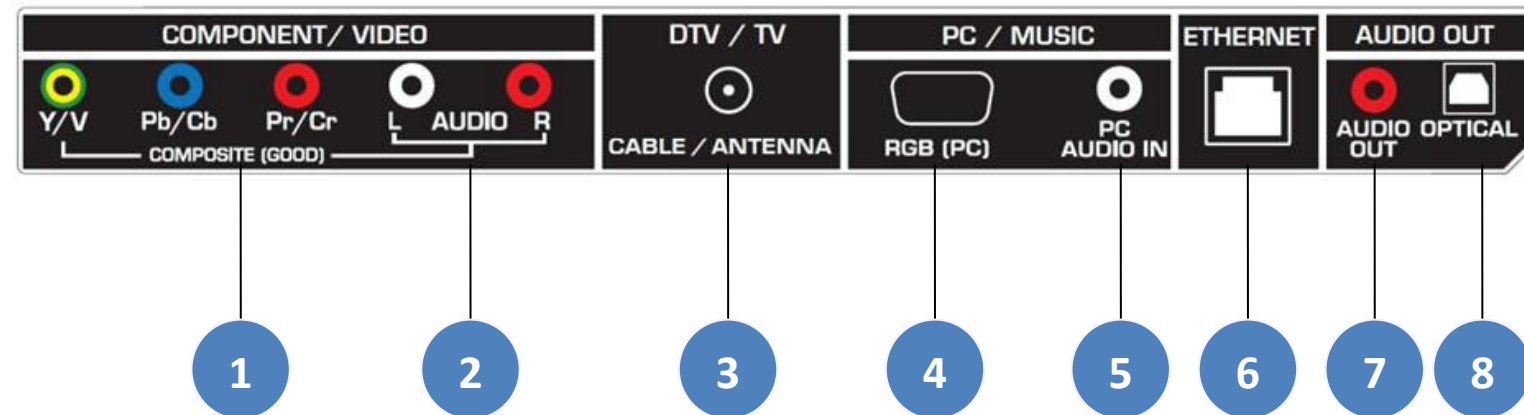 COMPONENT/ VIDEO
DTV / TV
PC / MUSIC
ETHERNET
AUDIO OUT
Y/V
Pb/Cb
Pr/Cr
L AUDIO R
COMPOSITE (GOOD)
CABLE / ANTENNA
RGB (PC)
PC
AUDIO IN
AUDIO
OUT
OPTICAL
1
2
3
4
5
6
7
8